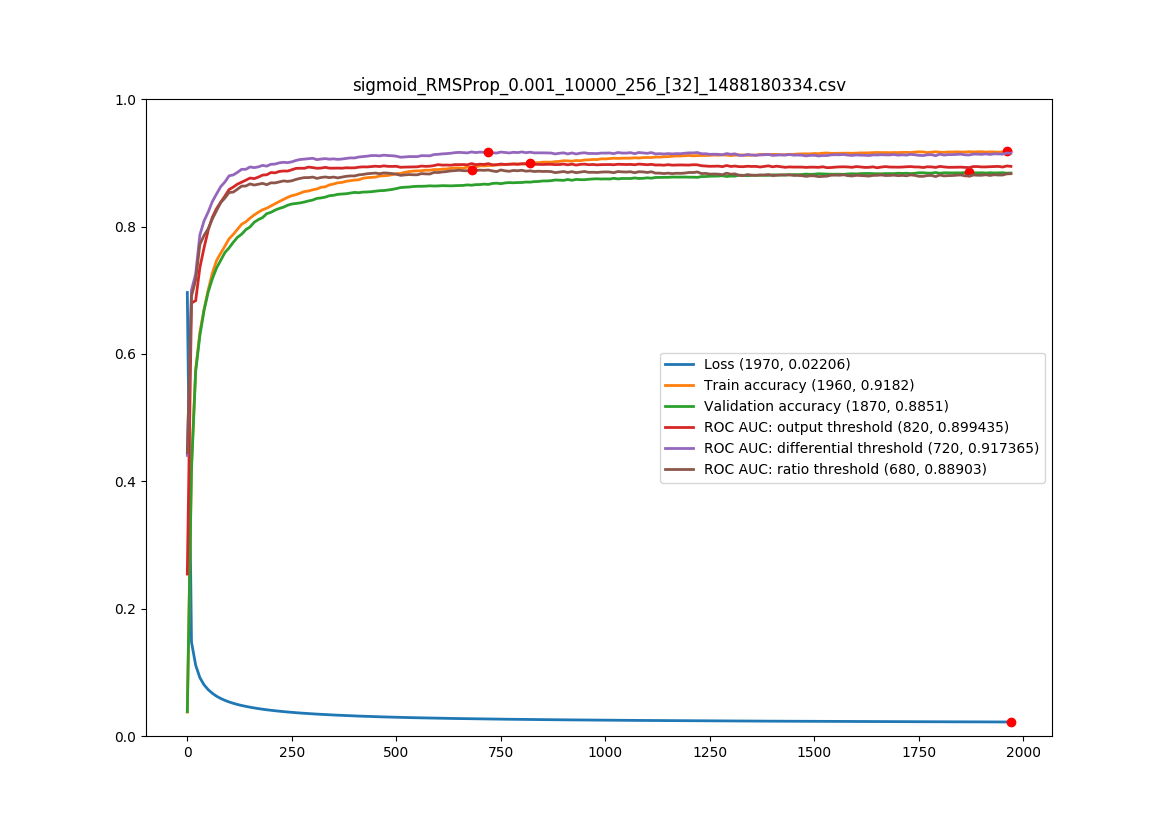 sigmoid_RMSProp_0.001_10000_256_[32]_1488180334.csv
1.0
0.8
0.6
0.4
0.2
0.0
Loss (1970, 0.02206)
Train accuracy (1960, 0.9182)
Validation accuracy (1870, 0.8851)
ROC AUC: output threshold (820, 0.899435)
ROC AUC: differential threshold (720, 0.917365)
ROC AUC: ratio threshold (680, 0.88903)
0 250 500 750 1000 1250 1500 1750 2000